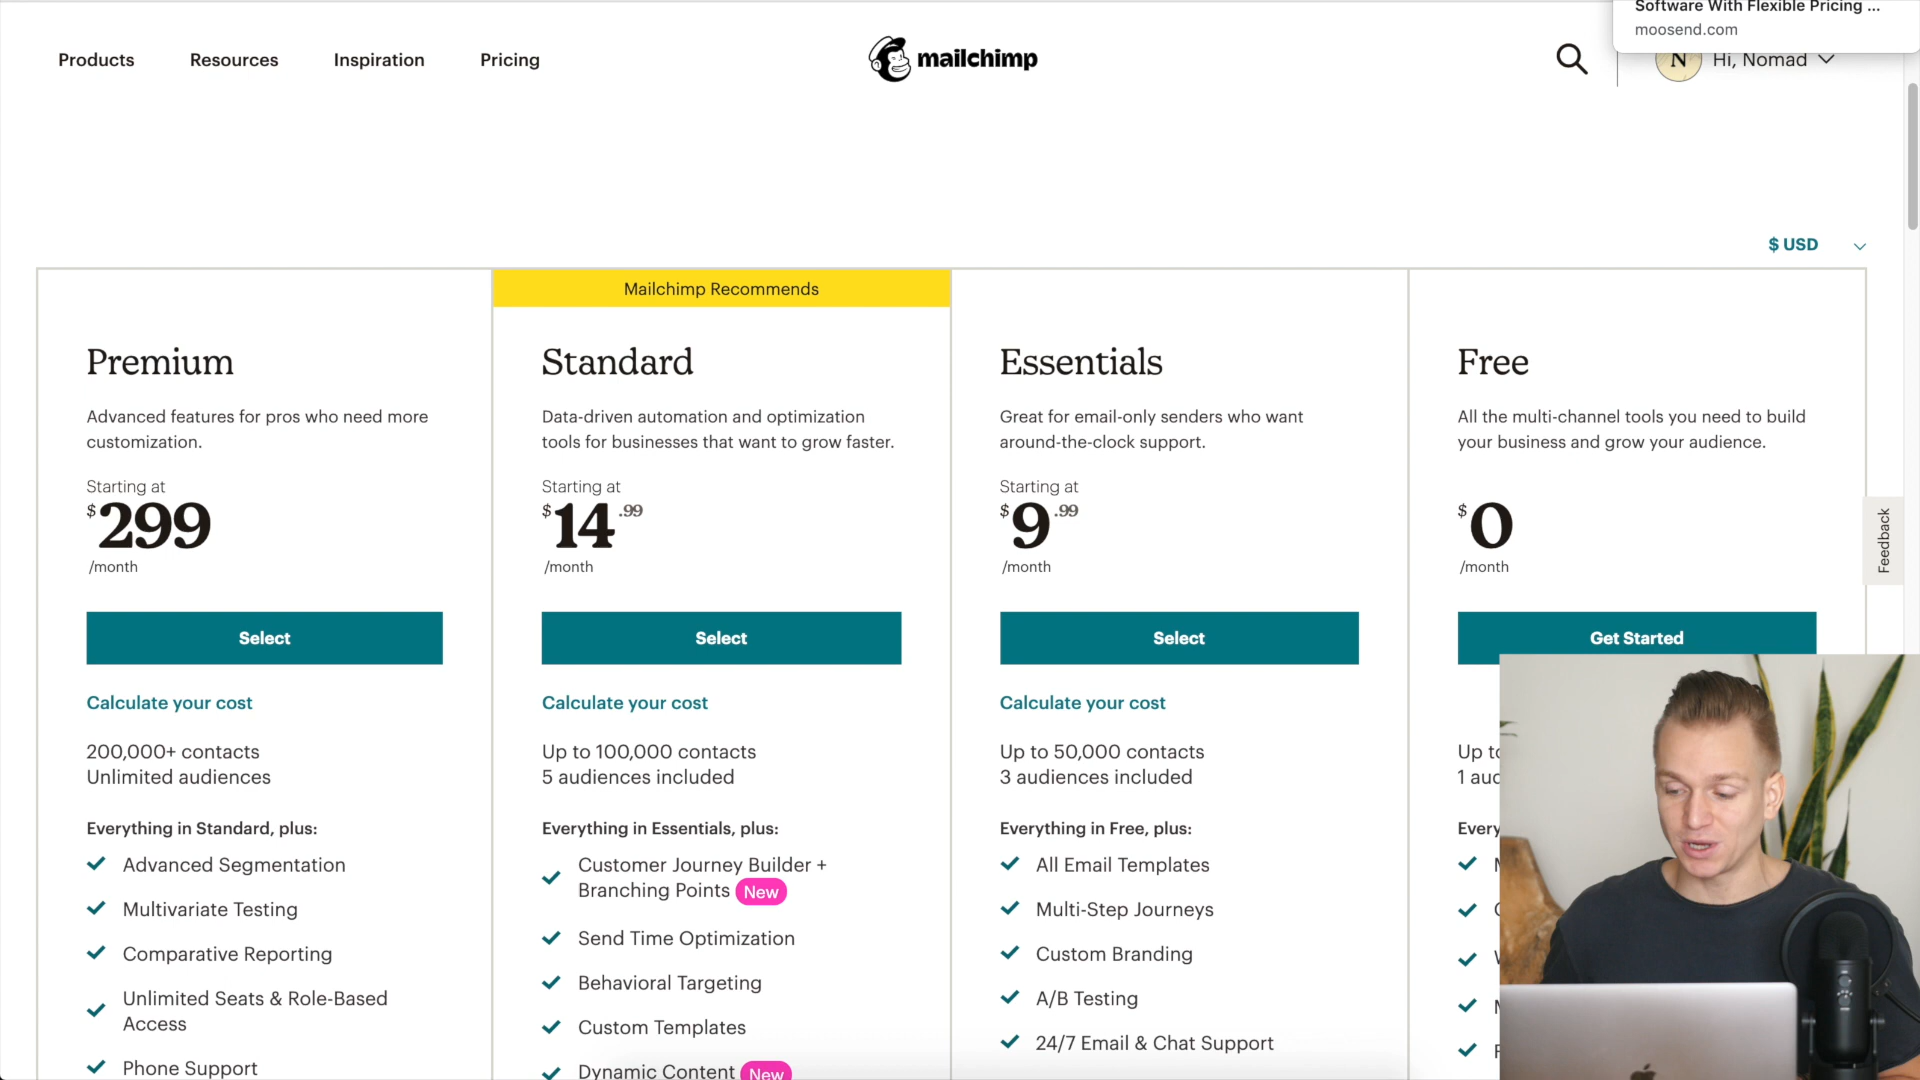 Software With Flexible Pricing ...
moosend.com
Products
Resources
Inspiration
Pricing
mailchimp
N
Hi, Nomad
$ USD
Premium
Advanced features for pros who need more
customization.
Starting at
$299
/month
Select
Calculate your cost
200,000+ contacts
Unlimited audiences
Everything in Standard, plus:
Advanced Segmentation
Multivariate Testing
Comparative Reporting
Unlimited Seats & Role-Based
Access
Phone Support
Mailchimp Recommends
Standard
Data-driven automation and optimization
tools for businesses that want to grow faster.
Starting at
$14.99
/month
Select
Calculate your cost
Up to 100,000 contacts
5 audiences included
Everything in Essentials, plus:
Customer Journey Builder +
Branching Points New
Send Time Optimization
Behavioral Targeting
Custom Templates
Dynamic Content New
Essentials
Great for email-only senders who want
around-the-clock support.
Starting at
$9.99
/month
Select
Calculate your cost
Up to 50,000 contacts
3 audiences included
Everything in Free, plus:
All Email Templates
Multi-Step Journeys
Custom Branding
A/B Testing
24/7 Email & Chat Support
Free
All the multi-channel tools you need to build
your business and grow your audience.
$0
/month
Get Started
Up
1
Feedback